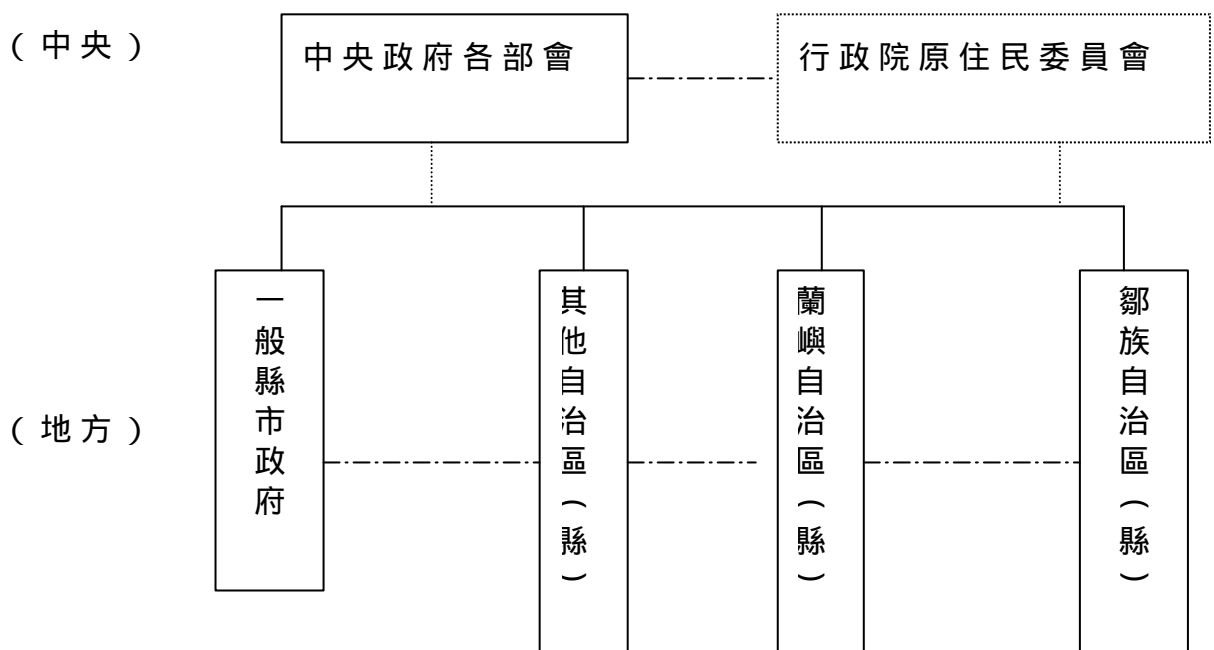 (中央)
中央政府各部會
行政院原住民委員會
一般縣市政府
其他自治區(縣)
蘭嶼自治區(縣)
鄒族自治區(縣)
(地方)